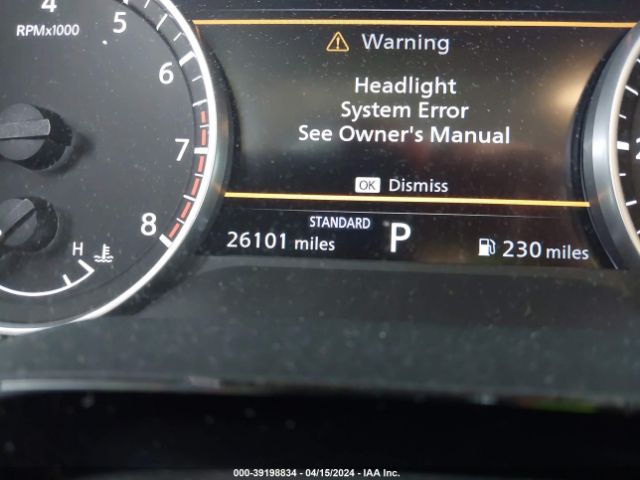 4
5
RPMx1000
6
7
8
H
Warning
Headlight
System Error
See Owner's Manual
OK Dismiss
STANDARD
26101 miles
P
230 miles
2
000-39198834 - 04/15/2024 - IAA Inc.